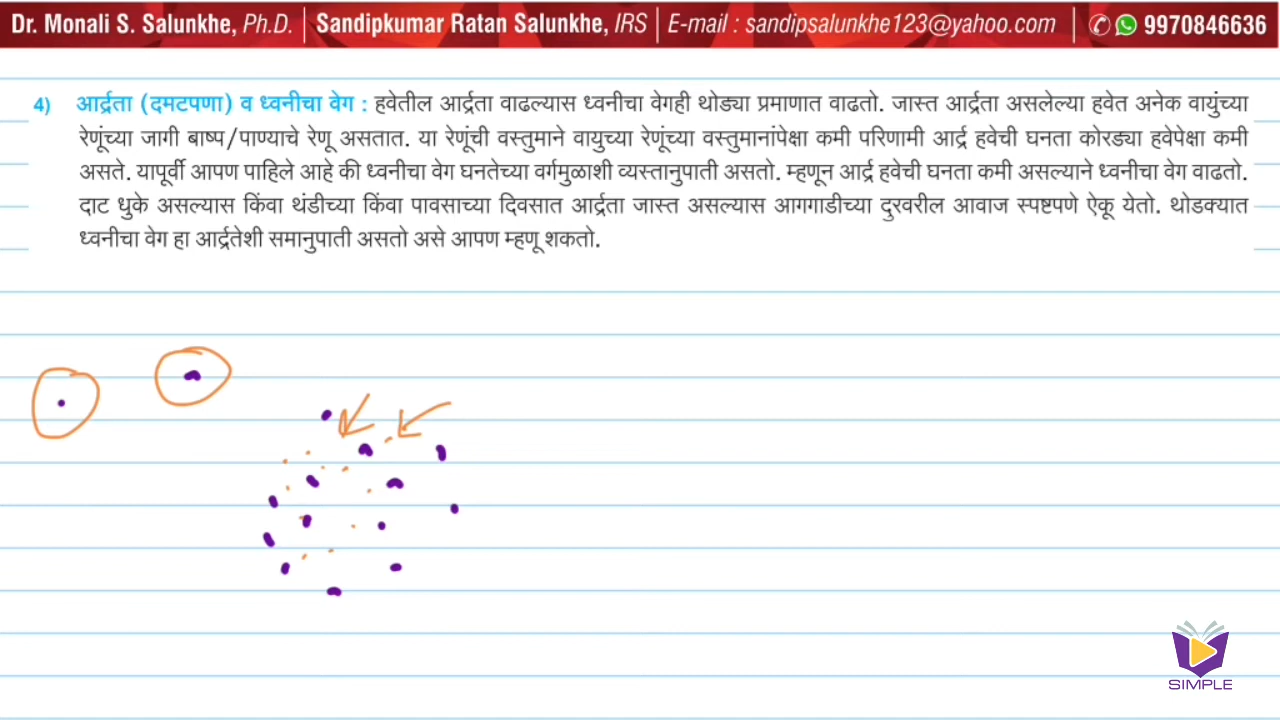 Dr. Monali S. Salunkhe, Ph.D. | Sandipkumar Ratan Salunkhe, IRS | E-mail : sandipsalunkhe123@yahoo.com | 9970846636
4) आर्द्रता (दमटपणा) व ध्वनीचा वेग : हवेतील आर्द्रता वाढल्यास ध्वनीचा वेगही थोड्या प्रमाणात वाढतो. जास्त आर्द्रता असलेल्या हवेत अनेक वायुंच्या
रेणूंच्या जागी बाष्प/पाण्याचे रेणू असतात. या रेणूंची वस्तुमाने वायुच्या रेणूंच्या वस्तुमानांपेक्षा कमी परिणामी आर्द्र हवेची घनता कोरड्या हवेपेक्षा कमी
असते. यापूर्वी आपण पाहिले आहे की ध्वनीचा वेग घनतेच्या वर्गमुळाशी व्यस्तानुपाती असतो. म्हणून आर्द्र हवेची घनता कमी असल्याने ध्वनीचा वेग वाढतो.
दाट धुके असल्यास किंवा थंडीच्या किंवा पावसाच्या दिवसात आर्द्रता जास्त असल्यास आगगाडीच्या दुरवरील आवाज स्पष्टपणे ऐकू येतो. थोडक्यात
ध्वनीचा वेग हा आर्द्रतेशी समानुपाती असतो असे आपण म्हणू शकतो.
SIMPLE